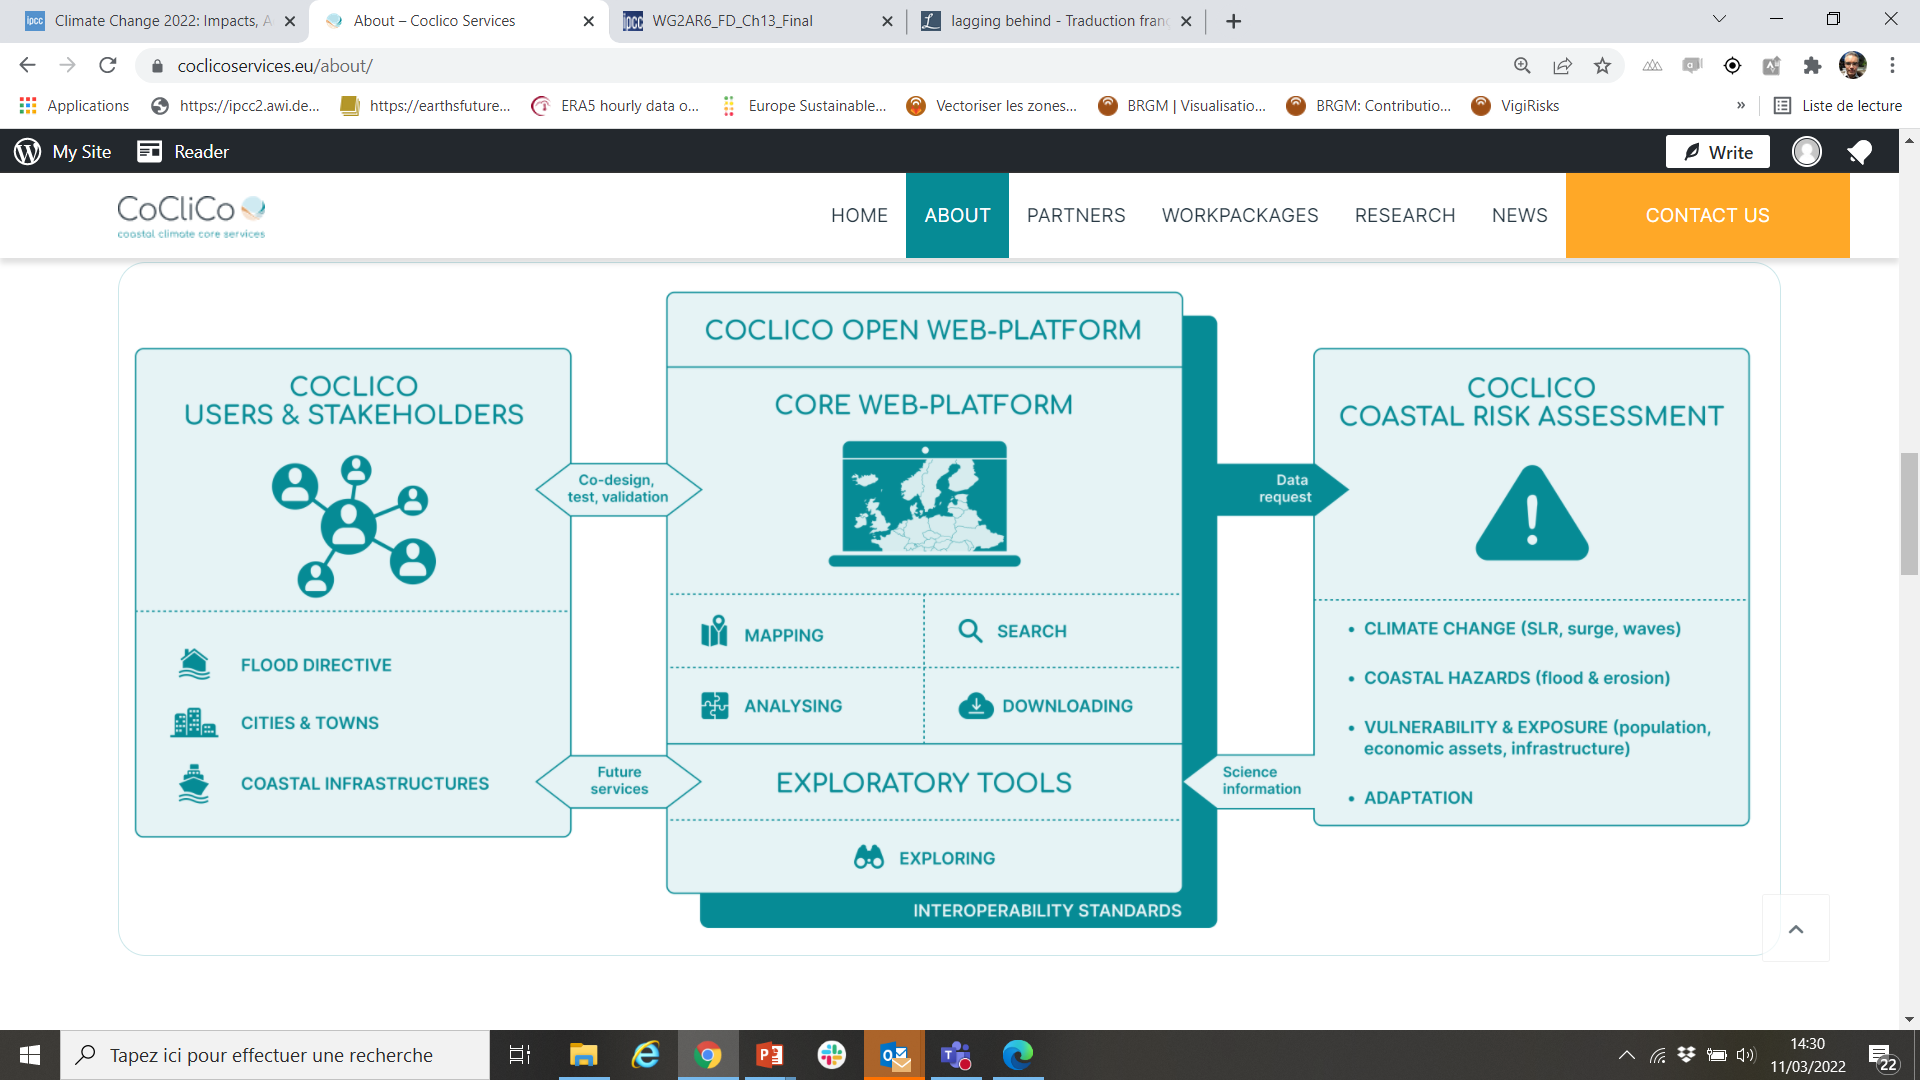 Climate Change 2022: Impacts, A
About – Coclico Services
WG2AR6_FD_Ch13_Final
lagging behind - Traduction fran
coclicoservices.eu/about/
Applications
https://ipcc2.awi.de...
https://earthsfuture...
ERA5 hourly data o...
Europe Sustainable...
Vectoriser les zones...
BRGM | Visualisatio...
BRGM: Contributio...
VigiRisks
»
Liste de lecture
My Site
Reader
Write
CoCliCo
coastal climate core services
HOME
ABOUT
PARTNERS
WORKPACKAGES
RESEARCH
NEWS
CONTACT US
COCLICO
USERS & STAKEHOLDERS
FLOOD DIRECTIVE
CITIES & TOWNS
COASTAL INFRASTRUCTURES
Co-design,
test, validation
Future
services
COCLICO OPEN WEB-PLATFORM
CORE WEB-PLATFORM
MAPPING
SEARCH
ANALYSING
DOWNLOADING
EXPLORATORY TOOLS
EXPLORING
INTEROPERABILITY STANDARDS
Data
request
Science
information
COCLICO
COASTAL RISK ASSESSMENT
• CLIMATE CHANGE (SLR, surge, waves)
• COASTAL HAZARDS (flood & erosion)
• VULNERABILITY & EXPOSURE (population,
economic assets, infrastructure)
• ADAPTATION
Tapez ici pour effectuer une recherche
14:30
11/03/2022
22